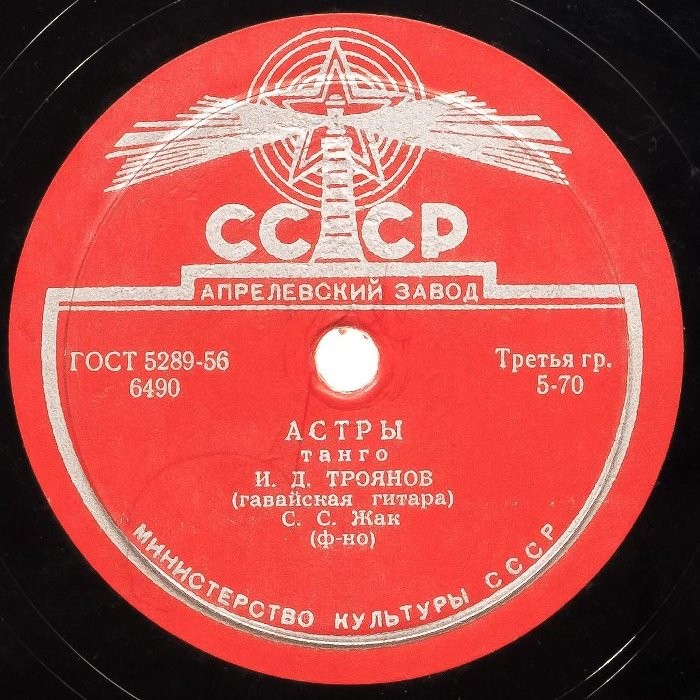 СССР
АПРЕЛЕВСКИЙ ЗАВОД
ГОСТ 5289-56
6490
Третья гр.
5-70
АСТРЫ
танго
И. Д. ТРОЯНОВ
(гавайская гитара)
С. С. Жак
(ф-но)
МИНИСТЕРСТВО КУЛЬТУРЫ СССР